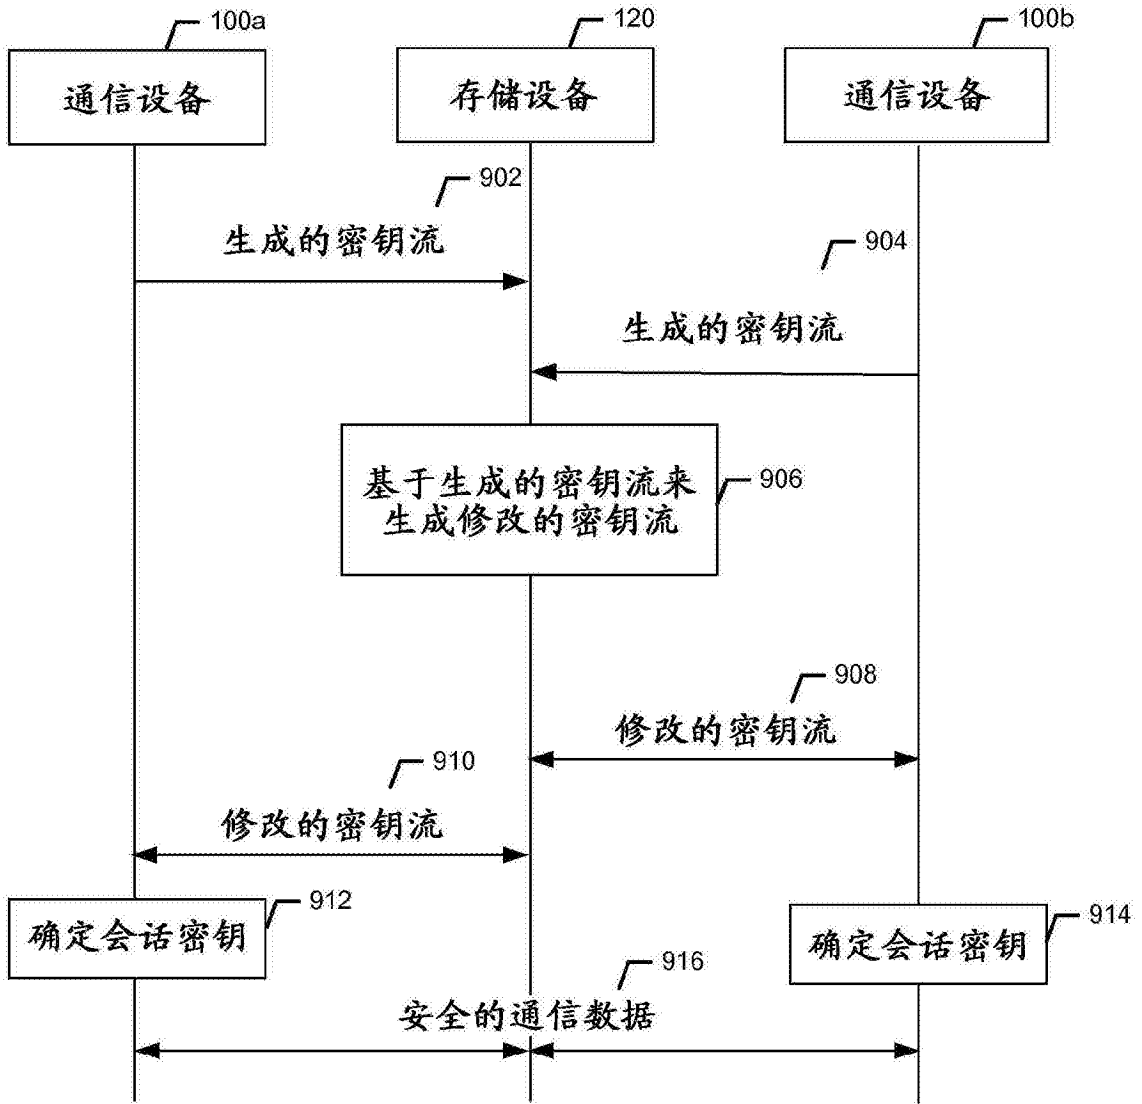 100a
120
100b
通信设备
存储设备
通信设备
902
生成的密钥流
904
生成的密钥流
基于生成的密钥流来
生成修改的密钥流
906
908
修改的密钥流
910
修改的密钥流
912
确定会话密钥
914
确定会话密钥
916
安全的通信数据